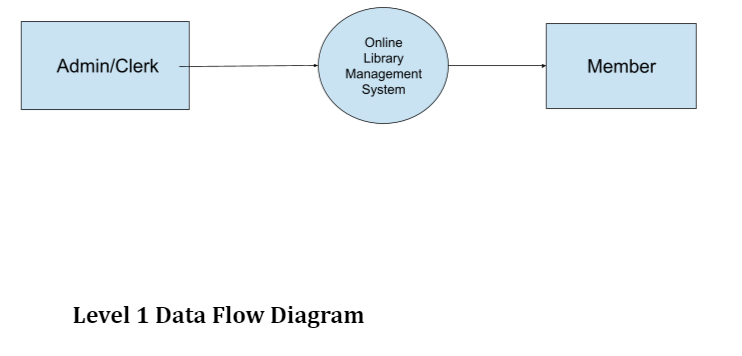 Admin/Clerk
Online
Library
Management
System
Member
Level 1 Data Flow Diagram